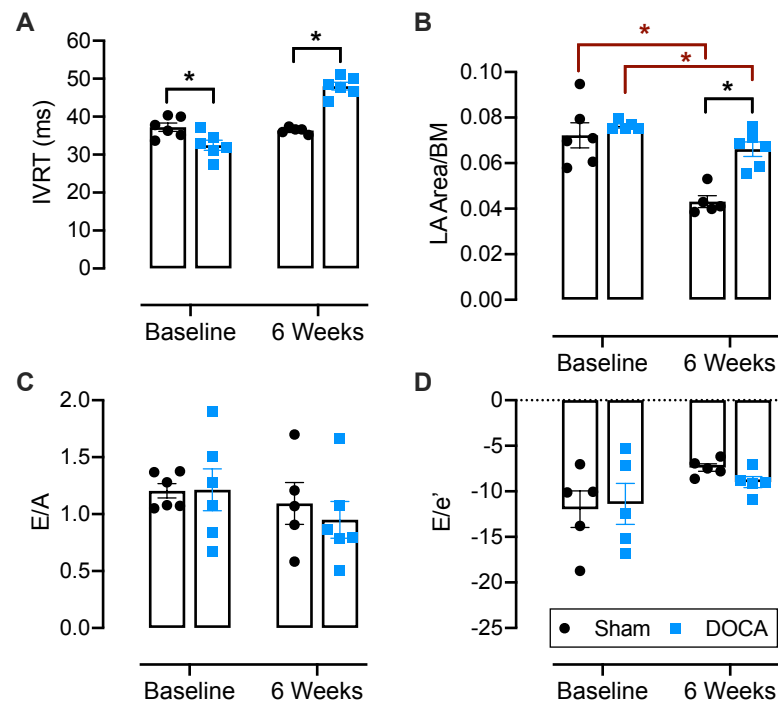 A
IVRT (ms)
60
50
40
30
20
10
0
*
*
Baseline
6 Weeks
B
LA Area/BM
0.10
0.08
0.06
0.04
0.02
0.00
*
*
*
Baseline
6 Weeks
C
E/A
2.0
1.5
1.0
0.5
0.0
Baseline
6 Weeks
D
E/e’
0
-5
-10
-15
-20
-25
Sham
DOCA
Baseline
6 Weeks